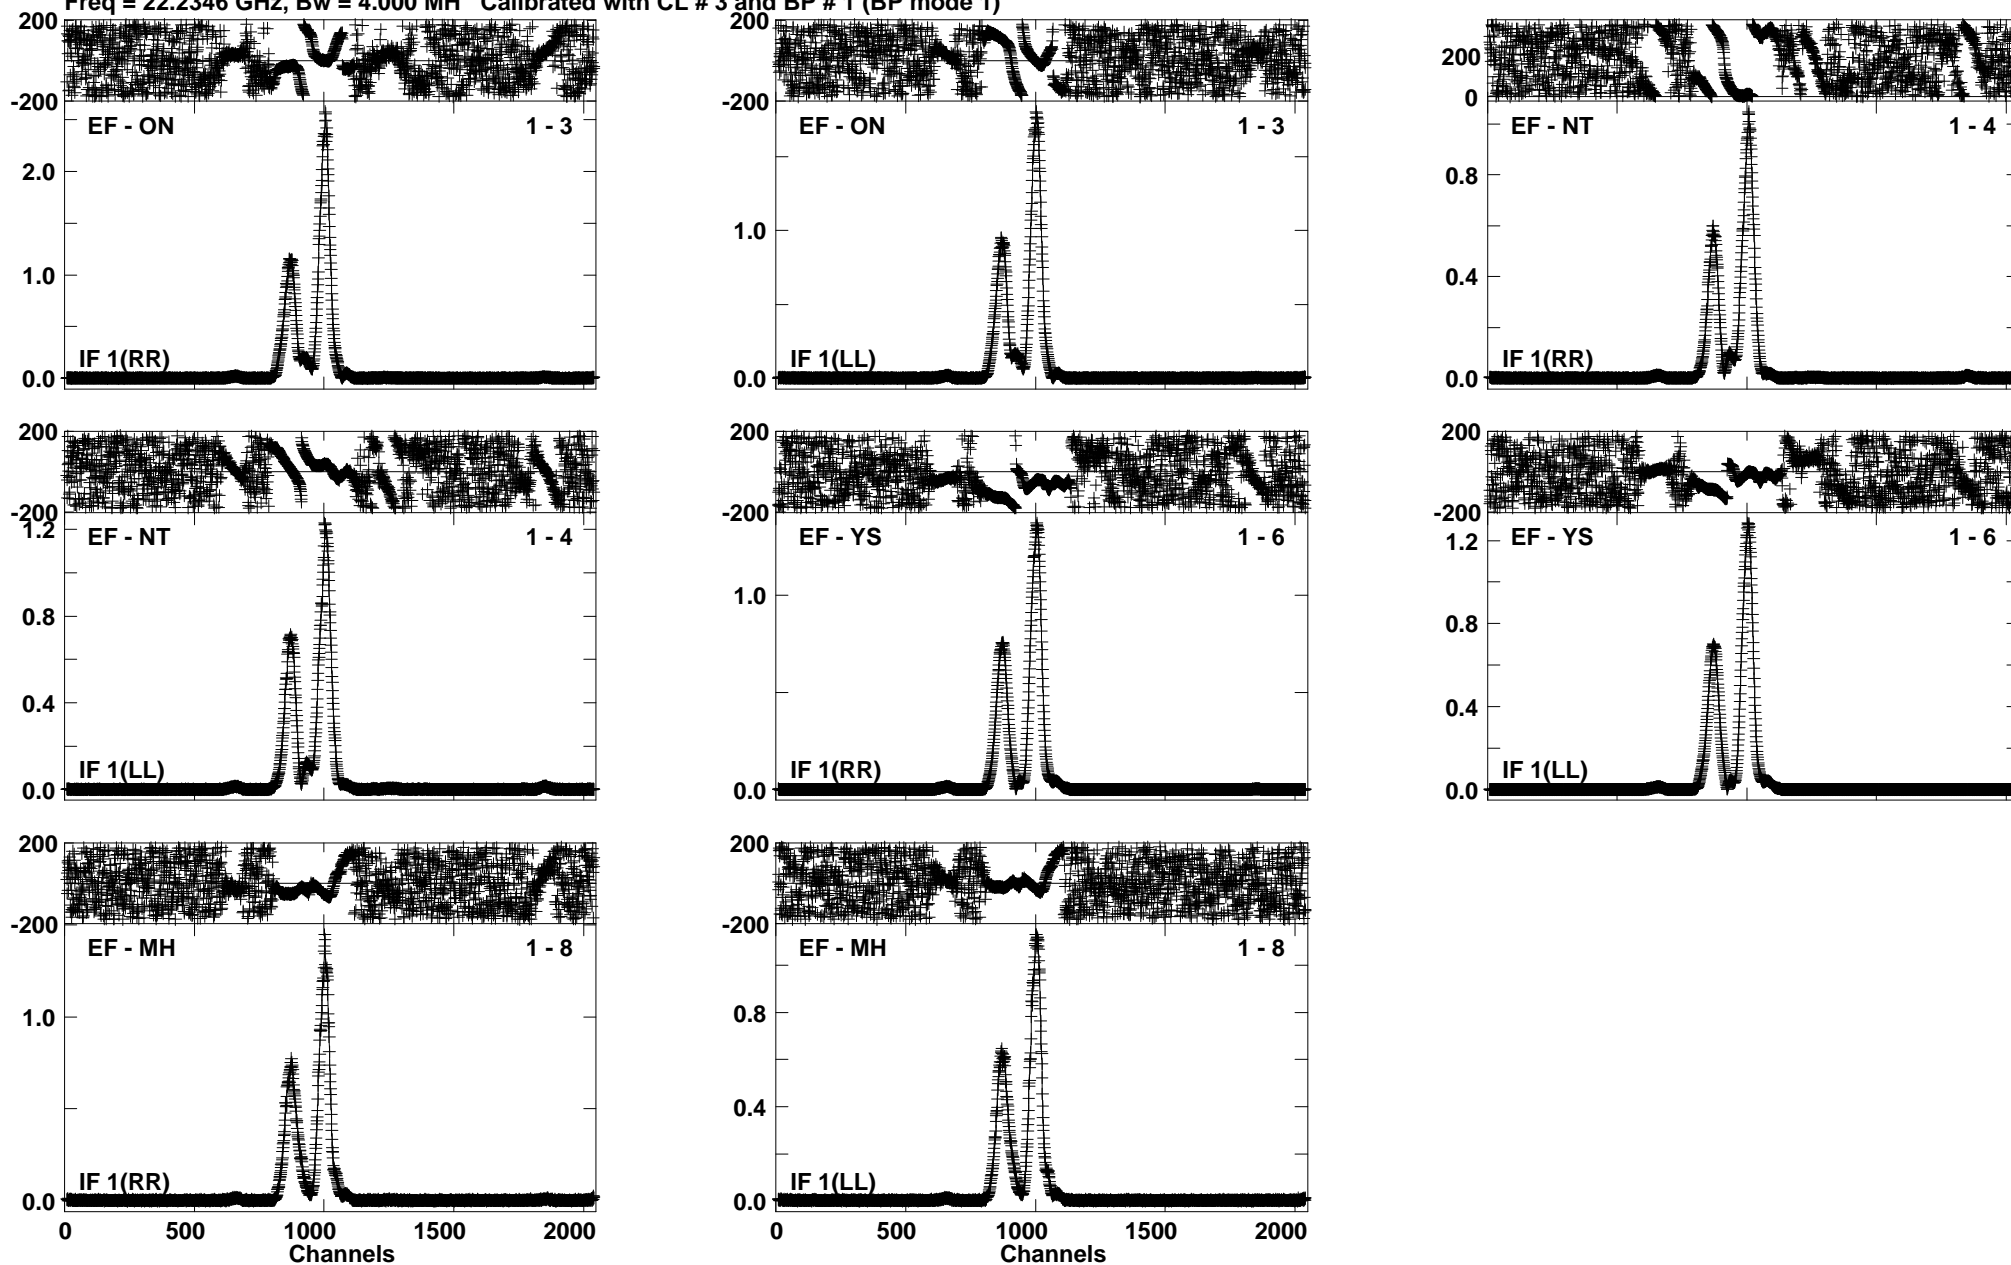 Freq = 22.2346 GHz, Bw = 4.000 MH Calibrated with CL # 3 and BP # 1 (BP mode 1)
200
-200
EF - ON 1 - 3
2.0
1.0
0.0
IF 1(RR)
200
-200
EF - ON 1 - 3
1.0
0.0
IF 1(LL)
200
0
EF - NT 1 - 4
0.8
0.4
0.0
IF 1(RR)
200
-200
EF - NT 1 - 4
1.2
0.8
0.4
0.0
IF 1(LL)
200
-200
EF - YS 1 - 6
1.0
0.0
IF 1(RR)
200
-200
EF - YS 1 - 6
1.2
0.8
0.4
0.0
IF 1(LL)
200
-200
EF - MH 1 - 8
1.0
0.0
IF 1(RR)
0 500 1000 1500 2000
Channels
200
-200
EF - MH 1 - 8
0.8
0.4
0.0
IF 1(LL)
0 500 1000 1500 2000
Channels